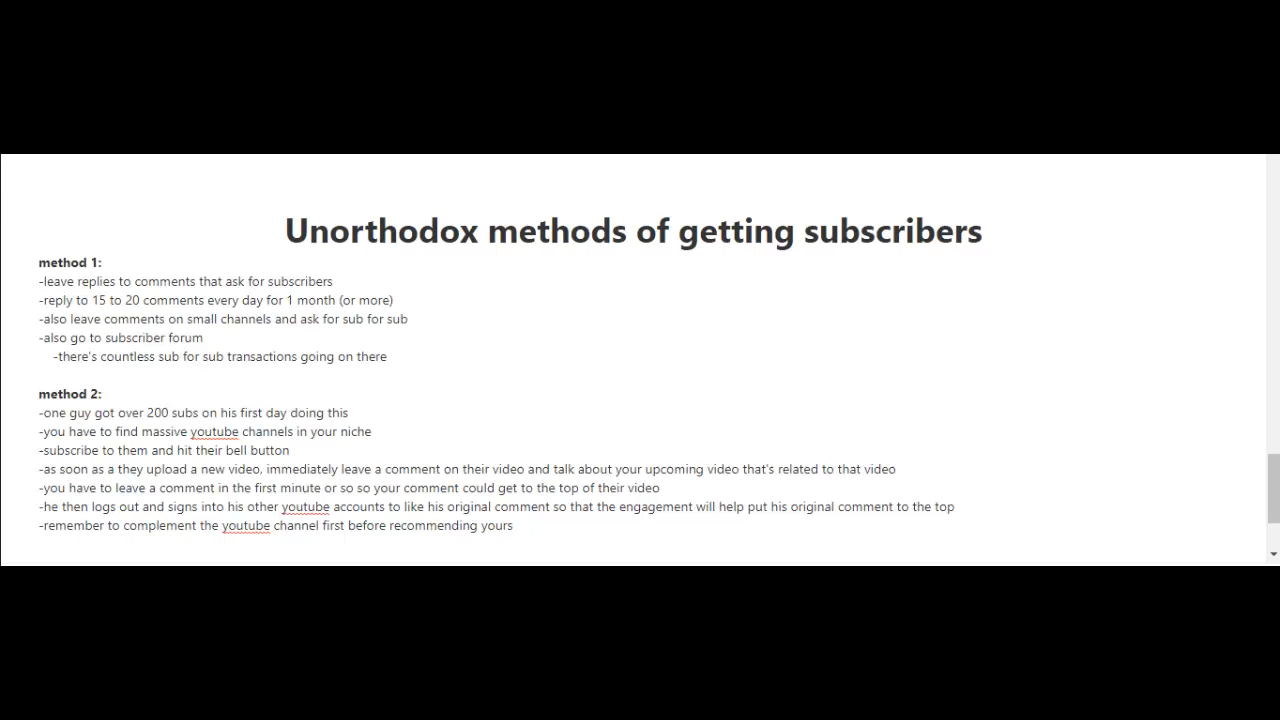 Unorthodox methods of getting subscribers
method 1:
-leave replies to comments that ask for subscribers
-reply to 15 to 20 comments every day for 1 month (or more)
-also leave comments on small channels and ask for sub for sub
-also go to subscriber forum
-there's countless sub for sub transactions going on there
method 2:
-one guy got over 200 subs on his first day doing this
-you have to find massive youtube channels in your niche
-subscribe to them and hit their bell button
-as soon as a they upload a new video, immediately leave a comment on their video and talk about your upcoming video that's related to that video
-you have to leave a comment in the first minute or so so your comment could get to the top of their video
-he then logs out and signs into his other youtube accounts to like his original comment so that the engagement will help put his original comment to the top
-remember to complement the youtube channel first before recommending yours